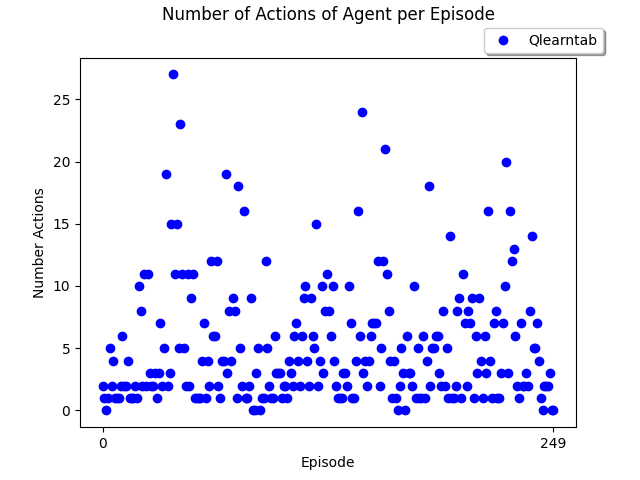 Number of Actions of Agent per Episode
Qlearntab
25
20
15
10
5
0
Number Actions
0
249
Episode